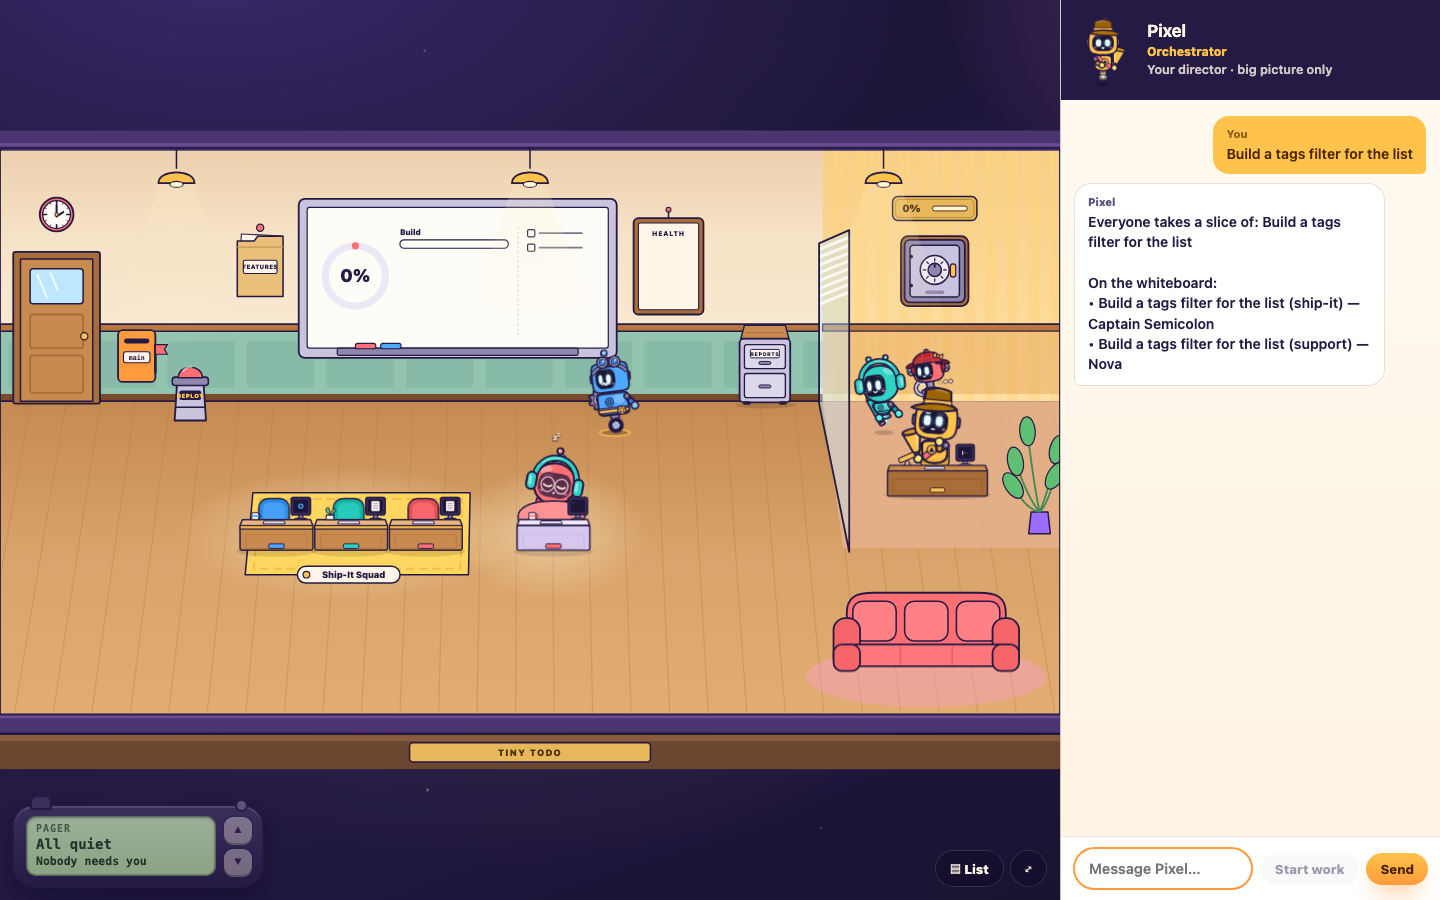 FEATURES
main
DEPLOY
0%
Build
HEALTH
REPORTS
0%
Ship-It Squad
TINY TODO
PAGER
All quiet
Nobody needs you
▲
▼
List
Pixel
Orchestrator
Your director · big picture only
You
Build a tags filter for the list
Pixel
Everyone takes a slice of: Build a tags
filter for the list
On the whiteboard:
• Build a tags filter for the list (ship-it) —
Captain Semicolon
• Build a tags filter for the list (support) —
Nova
Message Pixel...
Start work
Send